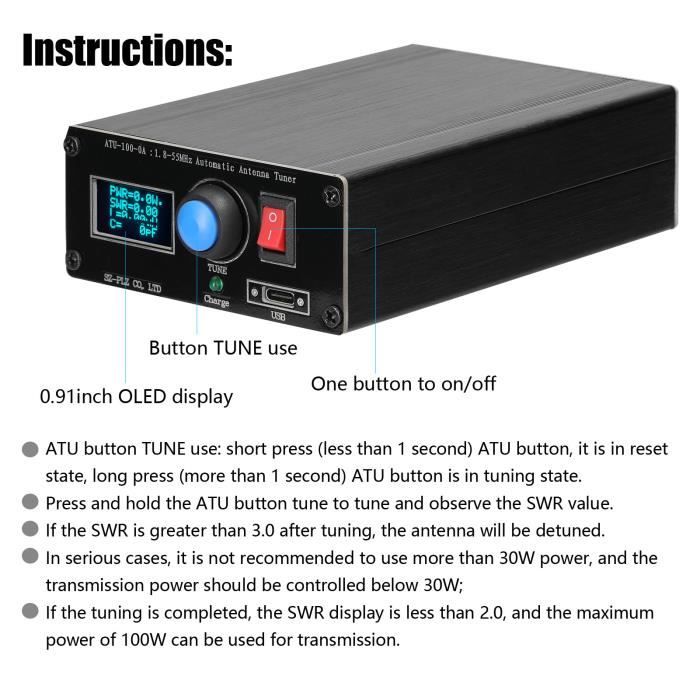 Instructions:
ATU-100-0A :1.8-55MHz Automatic Antenna Tuner
PWR=0.0W.
SWR=0.00
C= 0pf
O
I
TUNE
SZ-PLZ CO, LTD
Charge
USB
Button TUNE use
One button to on/off
0.91inch OLED display
ATU button TUNE use: short press (less than 1 second) ATU button, it is in reset
state, long press (more than 1 second) ATU button is in tuning state.
Press and hold the ATU button tune to tune and observe the SWR value.
If the SWR is greater than 3.0 after tuning, the antenna will be detuned.
In serious cases, it is not recommended to use more than 30W power, and the
transmission power should be controlled below 30W;
If the tuning is completed, the SWR display is less than 2.0, and the maximum
power of 100W can be used for transmission.